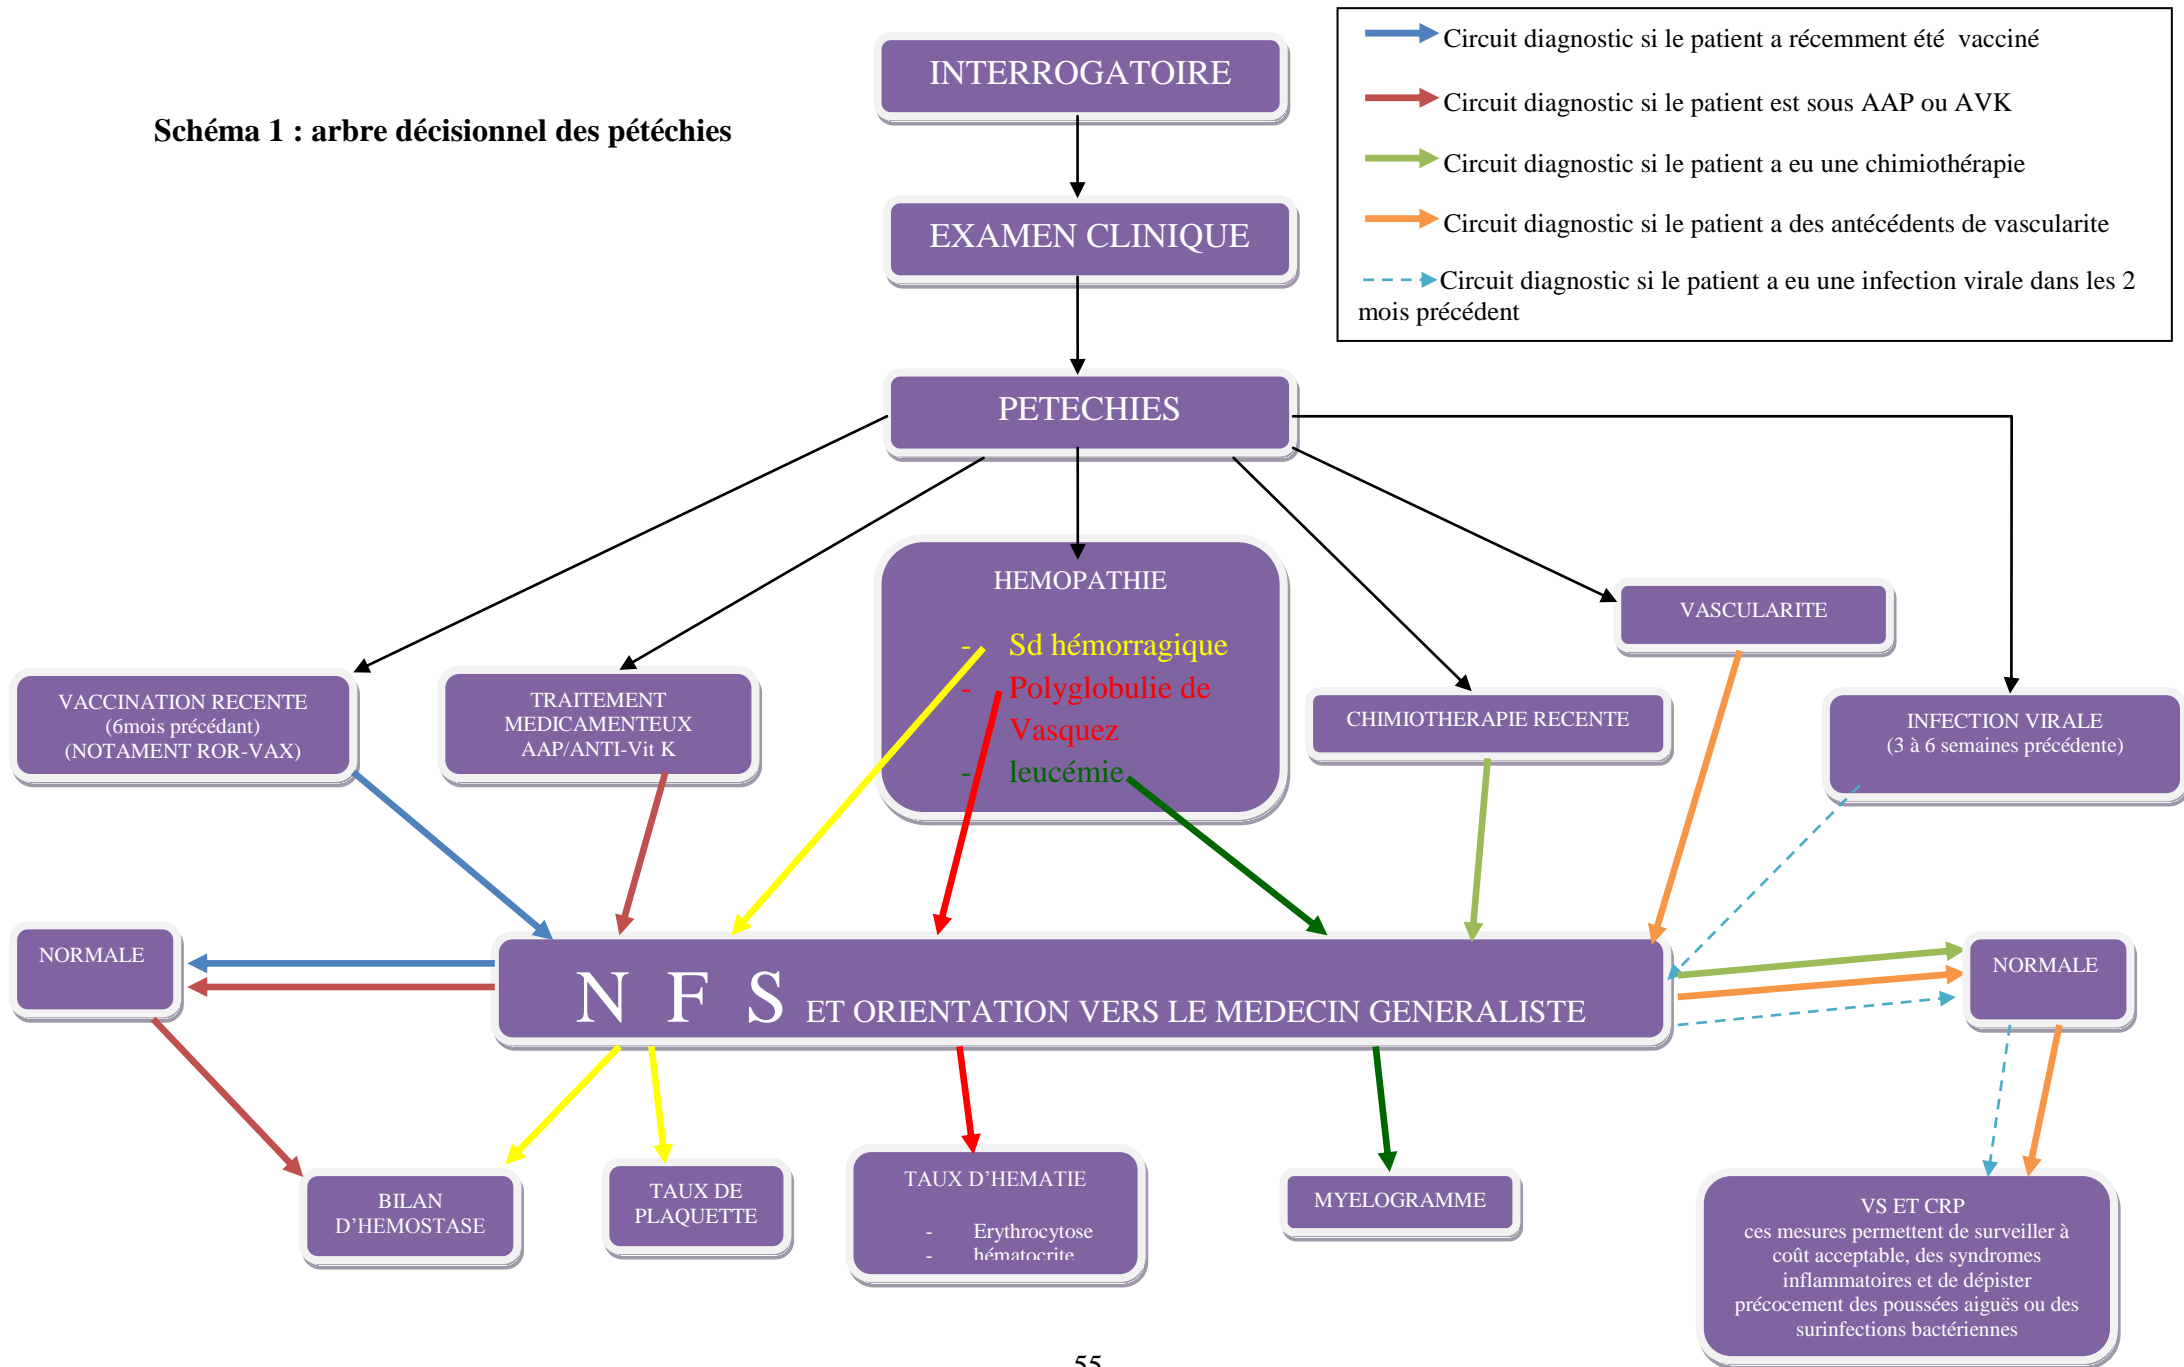 INTERROGATOIRE
Circuit diagnostic si le patient a récemment été vacciné
Circuit diagnostic si le patient est sous AAP ou AVK
Circuit diagnostic si le patient a eu une chimiothérapie
Circuit diagnostic si le patient a des antécédents de vascularite
Circuit diagnostic si le patient a eu une infection virale dans les 2
mois précédent
Schéma 1 : arbre décisionnel des pétéchies
EXAMEN CLINIQUE
PETECHIES
HEMOPATHIE
- Sd hémorragique
- Polyglobulie de
Vasquez
- leucémie
VASCULARITE
VACCINATION RECENTE
(6mois précédant)
(NOTAMENT ROR-VAX)
TRAITEMENT
MEDICAMENTEUX
AAP/ANTI-Vit K
CHIMIOTHERAPIE RECENTE
INFECTION VIRALE
(3 à 6 semaines précédente)
NORMALE
N F S ET ORIENTATION VERS LE MEDECIN GENERALISTE
NORMALE
BILAN
D'HEMOSTASE
TAUX DE
PLAQUETTE
TAUX D'HEMATIE
- Erythrocytose
- hématocrite
MYELOGRAMME
VS ET CRP
ces mesures permettent de surveiller à
coût acceptable, des syndromes
inflammatoires et de dépister
précocement des poussées aiguës ou des
surinfections bactériennes
55